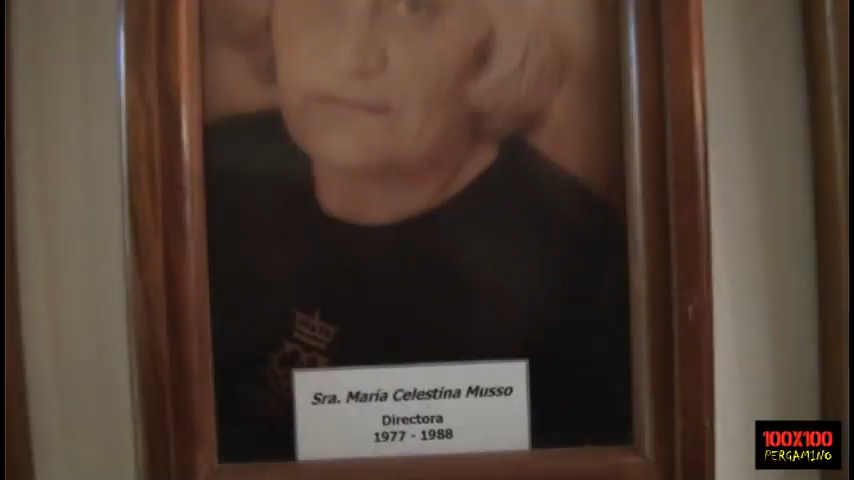 Sra. María Celestina Musso
Directora
1977 - 1988
100X100
PERGAMINO